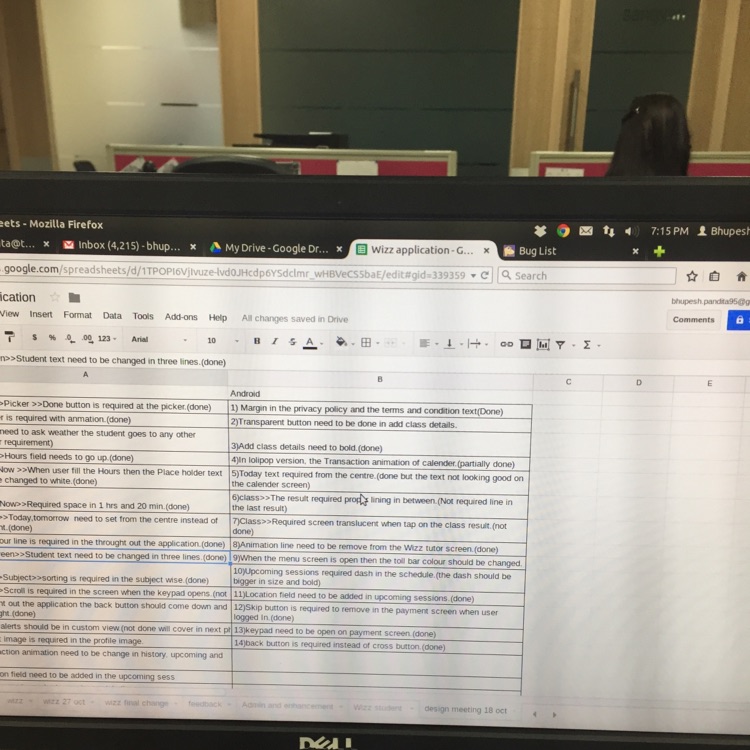 eets - Mozilla Firefox
7:15 PM Bhupesh
ta@t... × Inbox (4,215) - bhup... × My Drive - Google Dr... × Wizz application - G... × Bug List ×
google.com/spreadsheets/d/ Search
ication
bhupesh.pandita95@g
View Insert Format Data Tools Add-ons Help All changes saved in Drive
Comments
$ % .0 .00 123 Arial 10 B I S A
n>>Student text need to be changed in three lines.(done)
A B C D E
Android
>Picker >>Done button is required at the picker.(done)
1) Margin in the privacy policy and the terms and condition text(Done)
r is required with anmation.(done)
2)Transparent button need to be done in add class details.
need to ask weather the student goes to any other
r requirement)
3)Add class details need to bold.(done)
>Hours field needs to go up.(done)
4)In lolipop version, the Transaction animation of calender.(partially done)
Now >>When user fill the Hours then the Place holder text
e changed to white.(done)
5)Today text required from the centre.(done but the text not looking good on
the calender screen)
Now>>Required space in 1 hrs and 20 min.(done)
6)class>>The result required lining in between.(Not required line in
the last result)
>>Today,tomorrow need to set from the centre instead of
nt.(done)
7)Class>>Required screen translucent when tap on the class result.(not
done)
our line is required in the throught out the application.(done)
8)Animation line need to be remove from the Wizz tutor screen.(done)
een>>Student text need to be changed in three lines.(done)
9)When the menu screen is open then the toll bar colour should be changed.
>Subject>>sorting is required in the subject wise.(done)
10)Upcoming sessions required dash in the schedule.(the dash should be
bigger in size and bold)
>Scroll is required in the screen when the keypad opens.(not
11)Location field need to be added in upcoming sessions.(done)
nt out the application the back button should come down and
ght.(done)
12)Skip button is required to remove in the payment screen when user
logged In.(done)
alerts should be in custom view.(not done will cover in next p
13)keypad need to be open on payment screen.(done)
image is required in the profile image.
14)back button is required instead of cross button.(done)
ction animation need to be change in history, upcoming and
on field need to be added in the upcoming sess
wizz wizz 27 oct wizz final change feedback Admin and enhancement Wizz student design meeting 18 oct
DELL